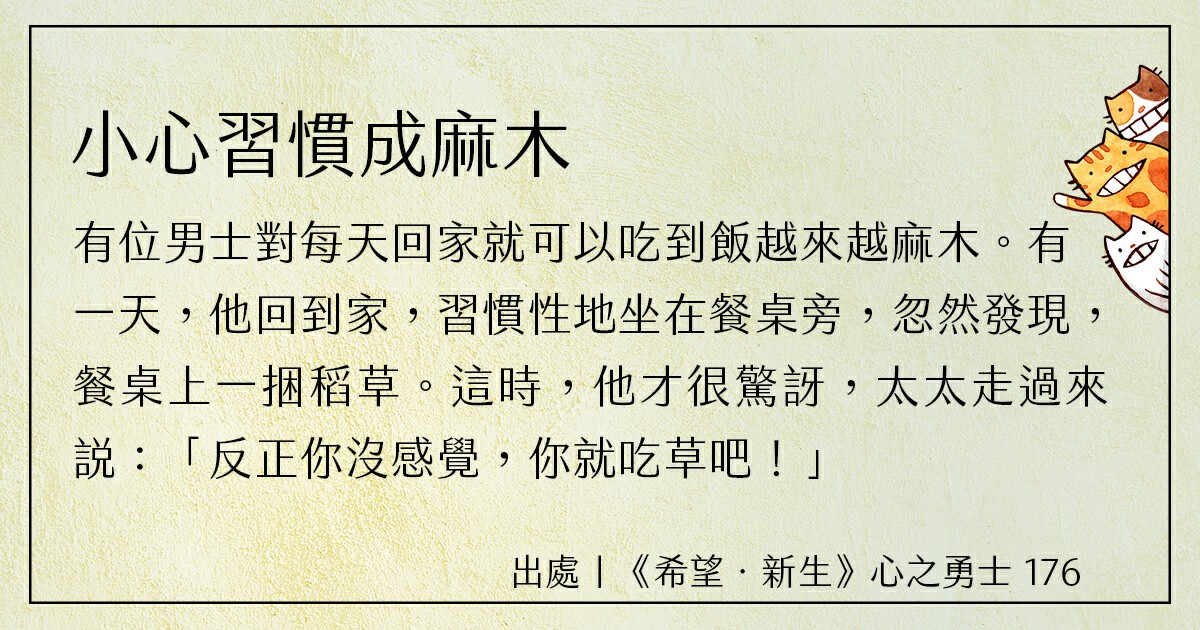 小心習慣成麻木
有位男士對每天回家就可以吃到飯越來越麻木。有
一天，他回到家，習慣性地坐在餐桌旁，忽然發現，
餐桌上一捆稻草。這時，他才很驚訝，太太走過來
説：「反正你沒感覺，你就吃草吧！」
出處｜《希望．新生》心之勇士 176